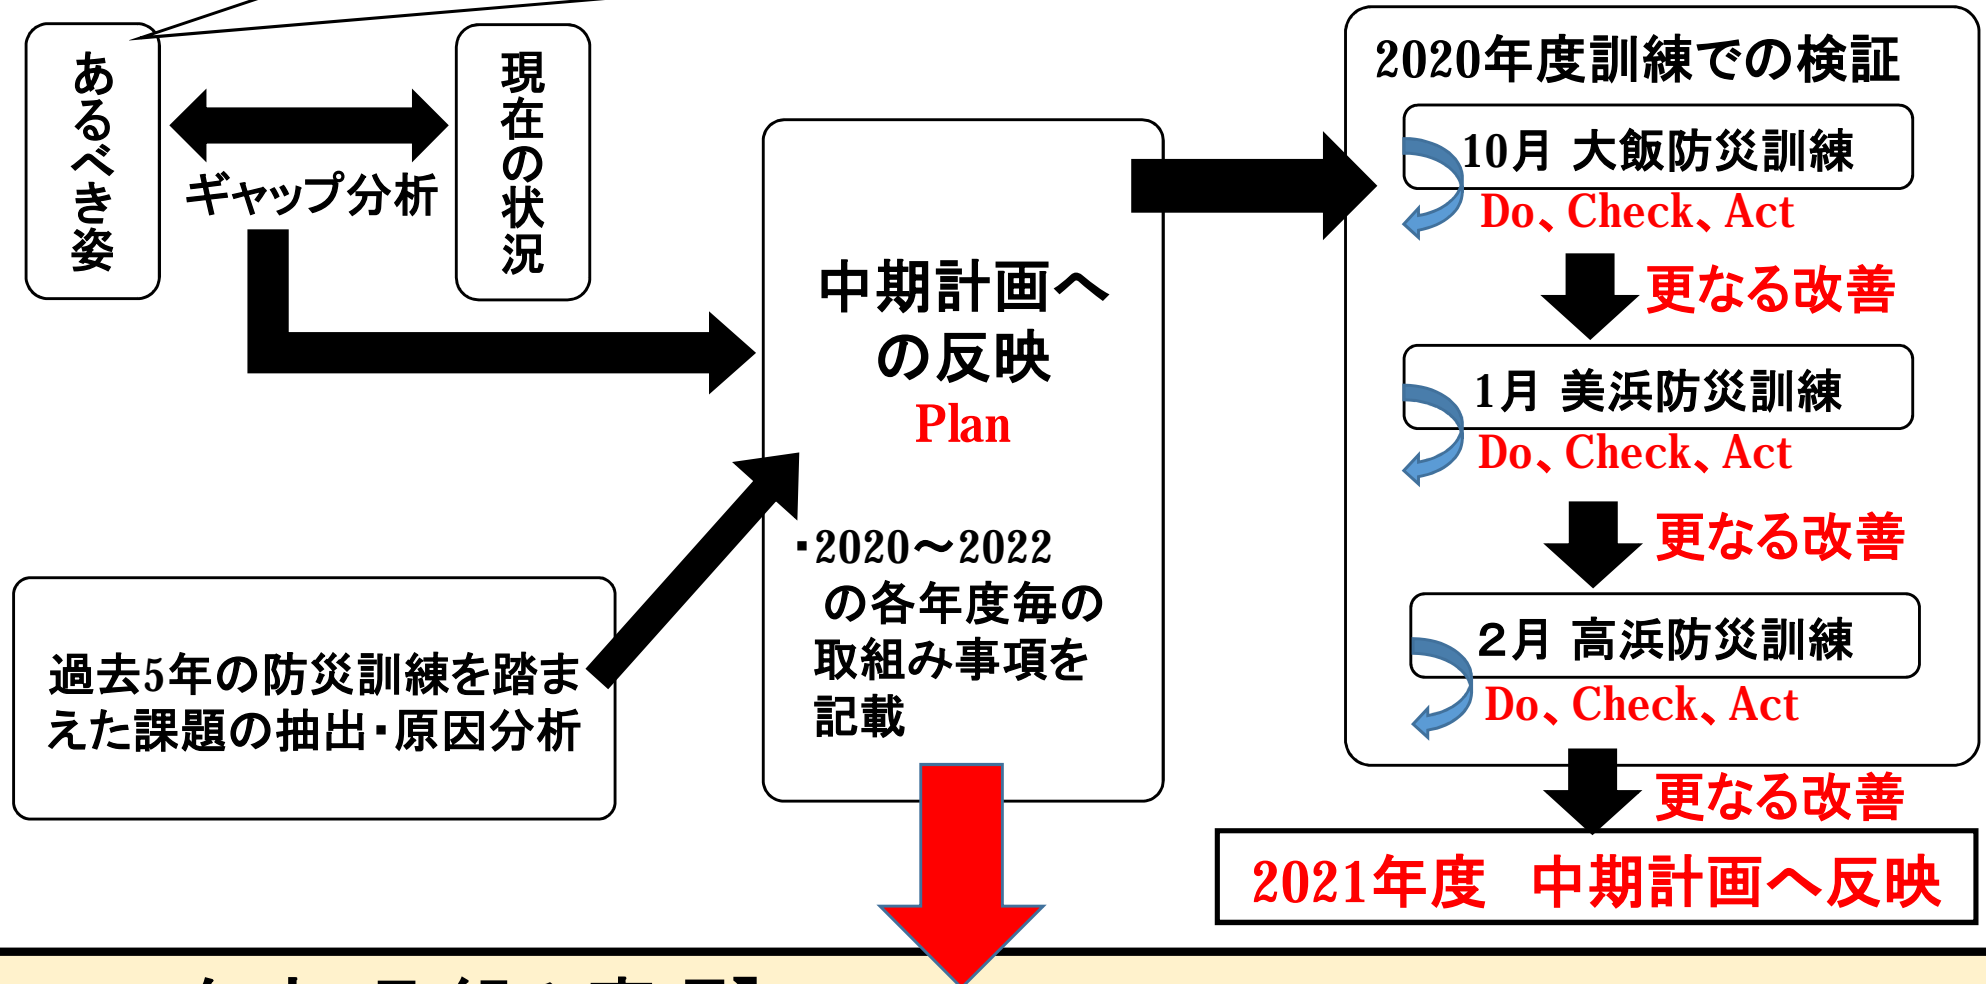 あるべき姿
現在の状況
ギャップ分析
中期計画へ
の反映
Plan
・2020～2022
の各年度毎の
取組み事項を
記載
過去5年の防災訓練を踏ま
えた課題の抽出・原因分析
2020年度訓練での検証
10月 大飯防災訓練
Do、Check、Act
更なる改善
1月 美浜防災訓練
Do、Check、Act
更なる改善
２月 高浜防災訓練
Do、Check、Act
更なる改善
2021年度　中期計画へ反映